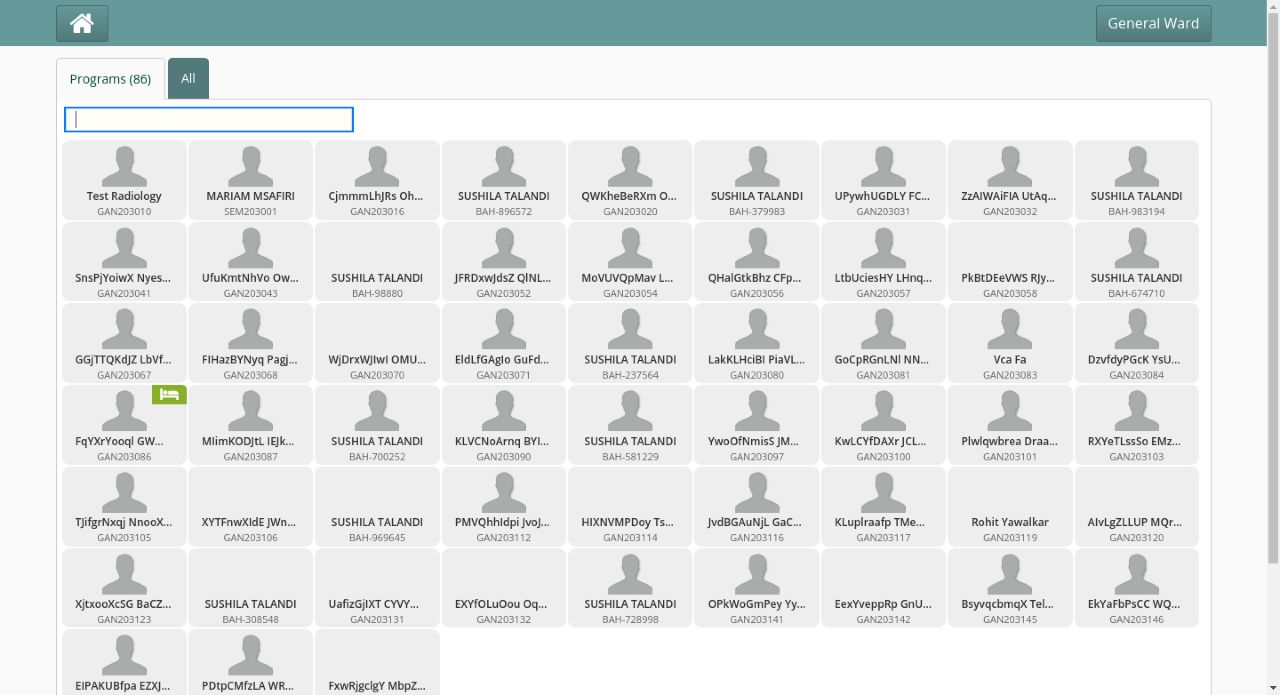 General Ward
Programs (86)
All
Test Radiology
GAN203010
MARIAM MSAFIRI
SEM203001
CjmmmLhJRs Oh...
GAN203016
SUSHILA TALANDI
BAH-896572
QWKheBeRXm O...
GAN203020
SUSHILA TALANDI
BAH-379983
UPywhUGDLY FC...
GAN203031
ZzAIWAiFIA UtAq...
GAN203032
SUSHILA TALANDI
BAH-983194
SnsPjYoiwX Nyes...
GAN203041
UfuKmtNhVo Ow...
GAN203043
SUSHILA TALANDI
BAH-98880
JFRDxwJdsZ QlNL...
GAN203052
MoVUVQpMav L...
GAN203054
QHalGtkBhz CFp...
GAN203056
LtbUciesHY LHnq...
GAN203057
PkBtDEeVWS RJy...
GAN203058
SUSHILA TALANDI
BAH-674710
GGjTTQKdJZ LbVf...
GAN203067
FIHazBYNyq Pagj...
GAN203068
WjDrxWJIwI OMU...
GAN203070
EldLfGAgIo GuFd...
GAN203071
SUSHILA TALANDI
BAH-237564
LakKLHciBI PiaVL...
GAN203080
GoCpRGnLNl NN...
GAN203081
Vca Fa
GAN203083
DzvfdyPGcK YsU...
GAN203084
FqYXrYooql GW...
GAN203086
MIimKODJtL IEJk...
GAN203087
SUSHILA TALANDI
BAH-700252
KLVCNoArnq BYI...
GAN203090
SUSHILA TALANDI
BAH-581229
YwoOfNmisS JM...
GAN203097
KwLCYfDAXr JCL...
GAN203100
Plwlqwbrea Draa...
GAN203101
RXYeTLssSo EMz...
GAN203103
TJifgrNxqj NnooX...
GAN203105
XYTFnwXIdE JWn...
GAN203106
SUSHILA TALANDI
BAH-969645
PMVQhhIdpi JvoJ...
GAN203112
HIXNVMPDoy Ts...
GAN203114
JvdBGAuNjL GaC...
GAN203116
KLuplraafp TMe...
GAN203117
Rohit Yawalkar
GAN203119
AIvLgZLLUP MQr...
GAN203120
XjtxooXcSG BaCZ...
GAN203123
SUSHILA TALANDI
BAH-308548
UafizGjIXT CYVY...
GAN203131
EXYfOLuOou Oq...
GAN203132
SUSHILA TALANDI
BAH-728998
OPkWoGmPey Yy...
GAN203141
EexYveppRp GnU...
GAN203142
BsyvqcbmqX Tel...
GAN203145
EkYaFbPsCC WQ...
GAN203146
EIPAKUBfpa EZXJ...
PDtpCMfzLA WR...
FxwRjgclgY MbpZ...